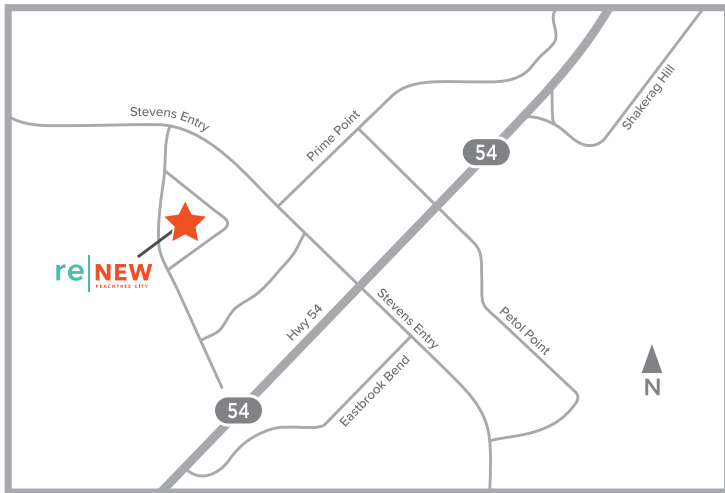 Stevens Entry
Prime Point
Shakerag Hill
54
re|NEW
PEACHTREE CITY
Hwy 54
Stevens Entry
Petol Point
Eastbrook Bend
N
54